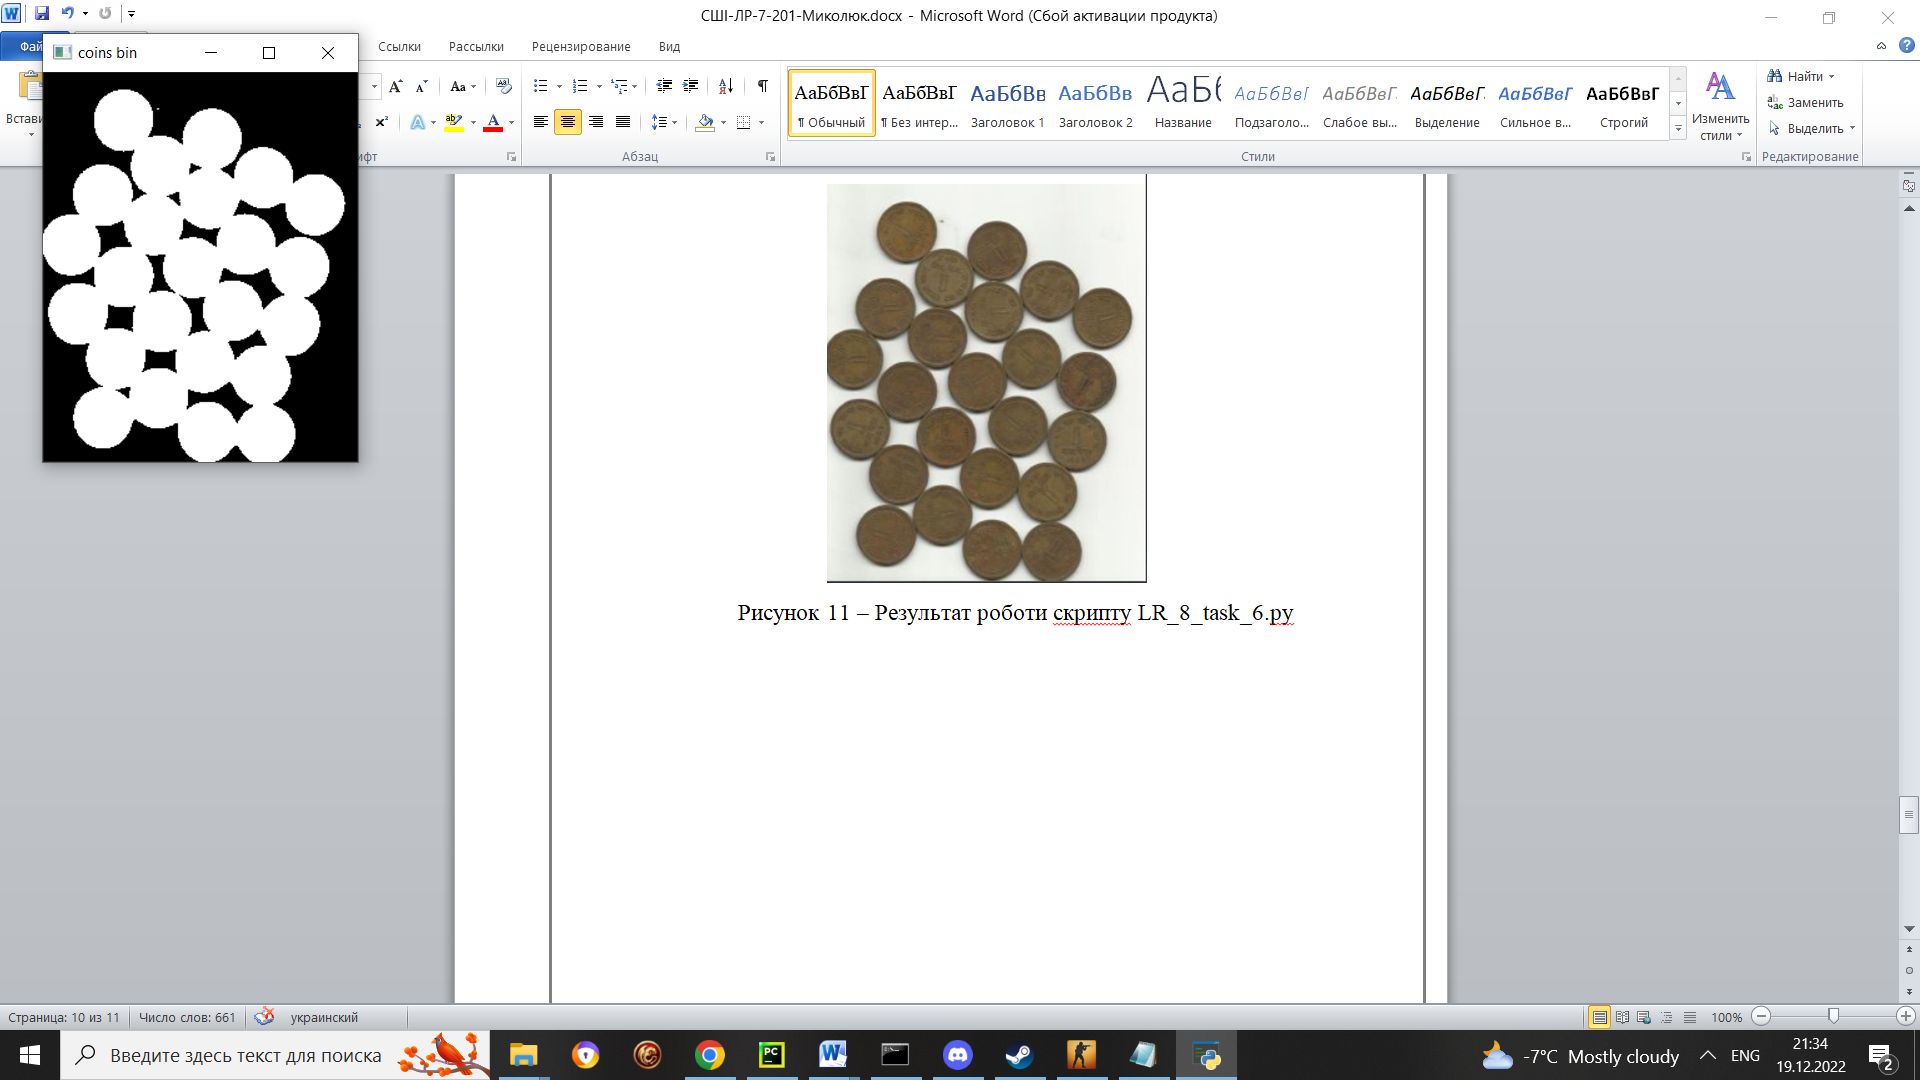 СШІ-ЛР-7-201-Миколюк.docx - Microsoft Word (Сбой активации продукта)
coins bin
Ссылки
Рассылки
Рецензирование
Вид
АаБбВвГ
АаБбВвГ
АаБбВв
АаБбВв
¶ Обычный
¶ Без интер...
Заголовок 1
Заголовок 2
Название
Подзаголо...
Слабое вы...
Выделение
Сильное в...
Строгий
Изменить
стили
Найти
Заменить
Выделить
Абзац
Стили
Редактирование
Рисунок 11 – Результат роботи скрипту LR_8_task_6.py
Страница: 10 из 11
Число слов: 661
украинский
100%
Введите здесь текст для поиска
-7°C Mostly cloudy
ENG
21:34
19.12.2022
2